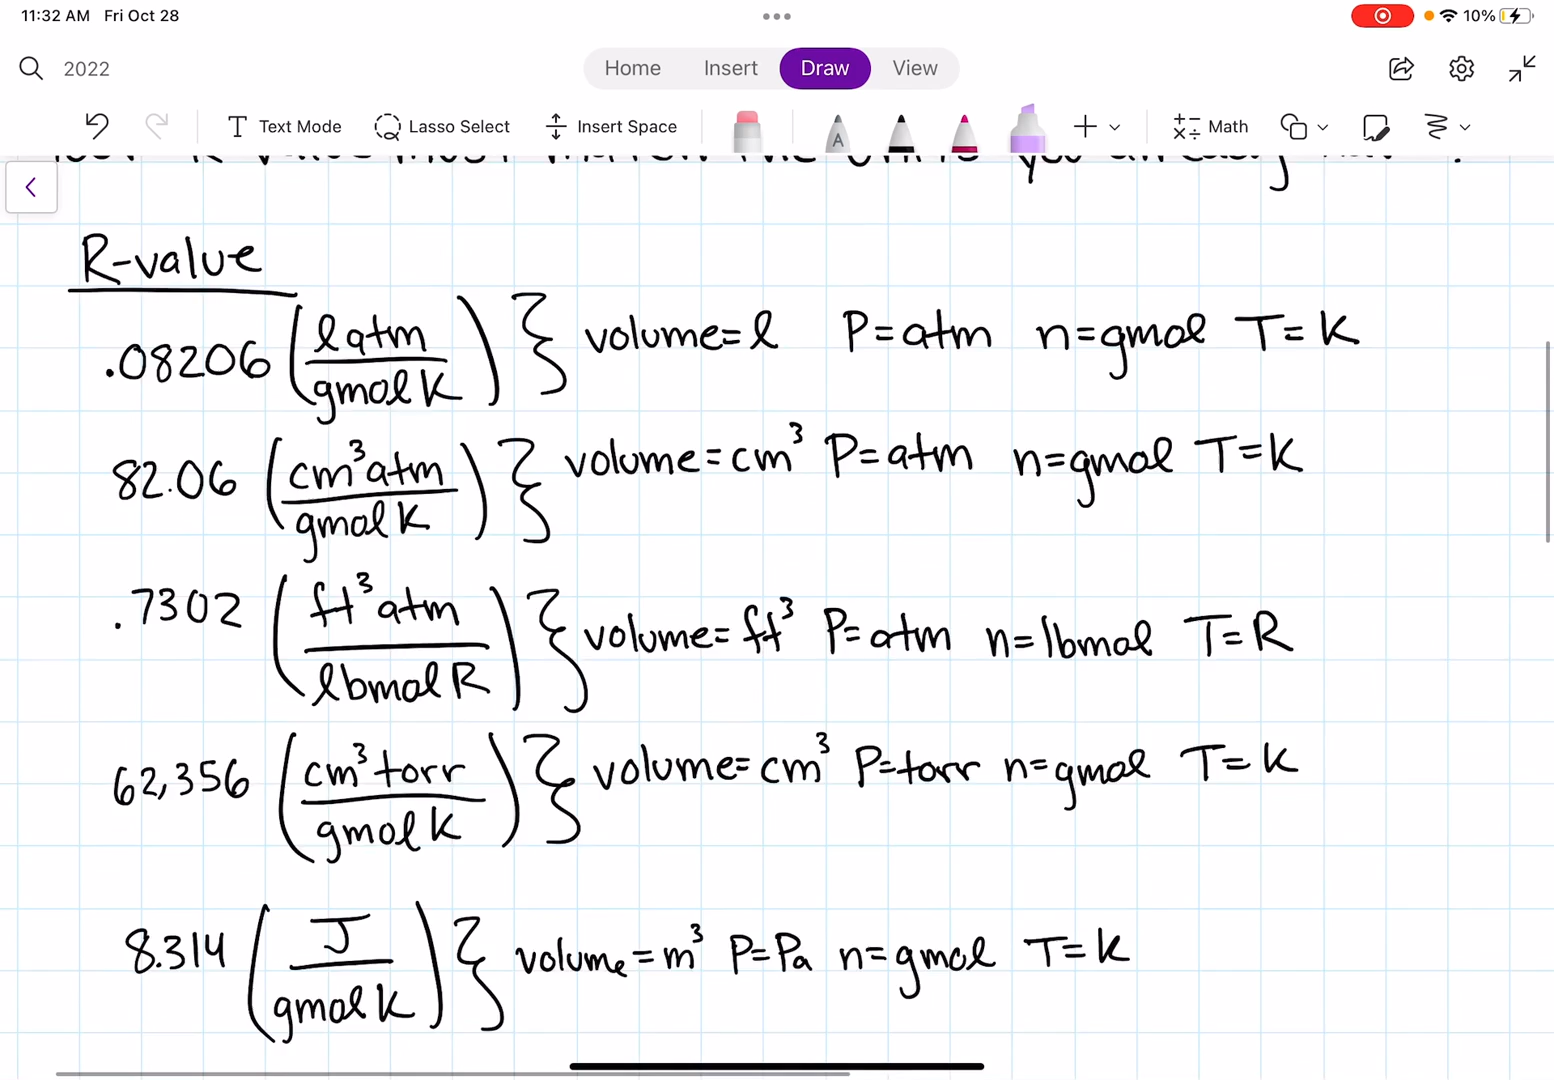 11:32 AM Fri Oct 28
10%
2022
Home Insert Draw View
Text Mode Lasso Select Insert Space A Math
R-value
.08206 (l atm / gmol K) } volume = l P = atm n = gmol T = K
82.06 (cm³ atm / gmol K) } volume = cm³ P = atm n = gmol T = K
.7302 (ft³ atm / lbmol R) } volume = ft³ P = atm n = lbmol T = R
62,356 (cm³ torr / gmol K) } volume = cm³ P = torr n = gmol T = K
8.314 (J / gmol K) } volume = m³ P = Pa n = gmol T = K